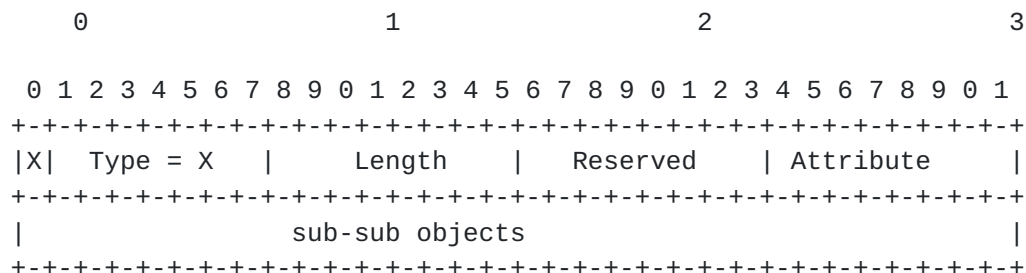 0                   1                   2                   3
0 1 2 3 4 5 6 7 8 9 0 1 2 3 4 5 6 7 8 9 0 1 2 3 4 5 6 7 8 9 0 1
+-+-+-+-+-+-+-+-+-+-+-+-+-+-+-+-+-+-+-+-+-+-+-+-+-+-+-+-+-+-+-+-+
|X|  Type = X   |     Length    |   Reserved    | Attribute     |
+-+-+-+-+-+-+-+-+-+-+-+-+-+-+-+-+-+-+-+-+-+-+-+-+-+-+-+-+-+-+-+-+
|                 sub-sub objects                               |
+-+-+-+-+-+-+-+-+-+-+-+-+-+-+-+-+-+-+-+-+-+-+-+-+-+-+-+-+-+-+-+-+